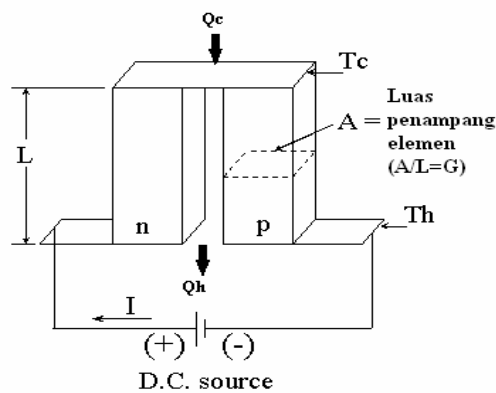 Qc
Tc
Luas
penampang
A = elemen
(A/L=G)
L
Th
n
p
Qh
I
(+) (-)
D.C. source